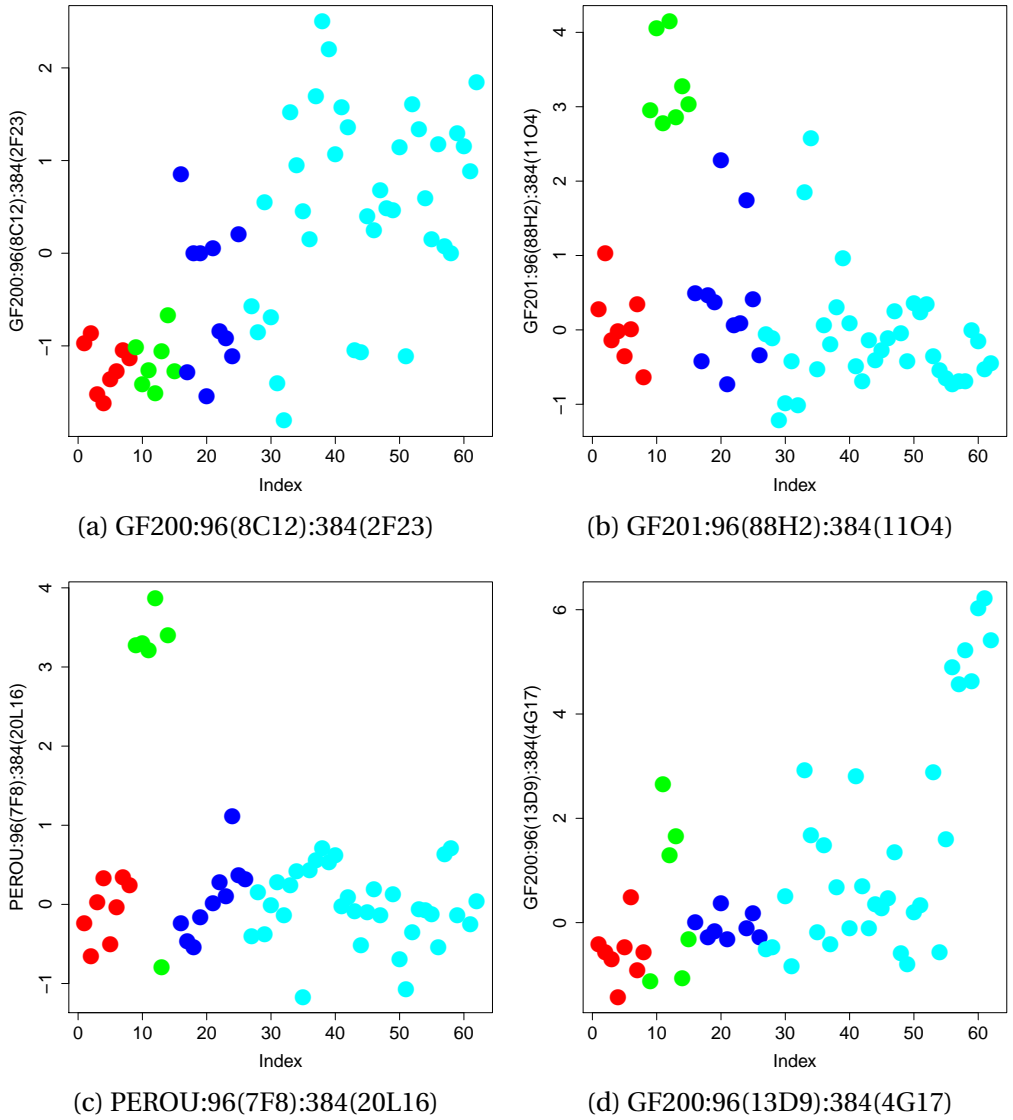 GF200:96(8C12):384(2F23)
2
1
0
−1
0 10 20 30 40 50 60
Index
(a) GF200:96(8C12):384(2F23)
GF201:96(88H2):384(11O4)
4
3
2
1
0
−1
0 10 20 30 40 50 60
Index
(b) GF201:96(88H2):384(11O4)
PEROU:96(7F8):384(20L16)
4
3
2
1
0
−1
0 10 20 30 40 50 60
Index
(c) PEROU:96(7F8):384(20L16)
GF200:96(13D9):384(4G17)
6
4
2
0
0 10 20 30 40 50 60
Index
(d) GF200:96(13D9):384(4G17)